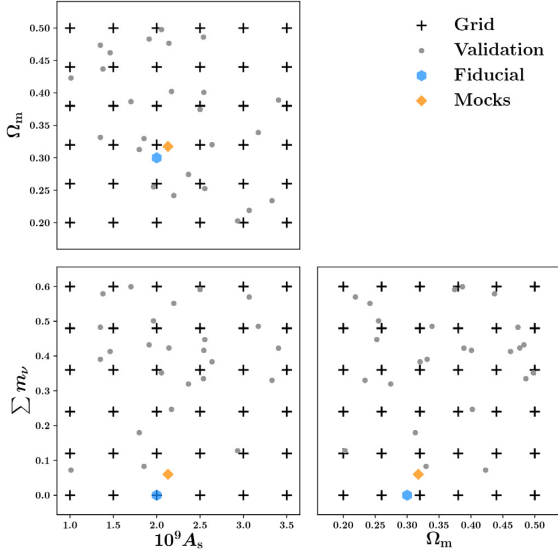 Grid
Validation
Fiducial
Mocks
0.50
0.45
0.40
0.35
0.30
0.25
0.20
Ωm
0.6
0.5
0.4
0.3
0.2
0.1
0.0
∑ mν
1.0 1.5 2.0 2.5 3.0 3.5
10⁹As
0.20 0.25 0.30 0.35 0.40 0.45 0.50
Ωm